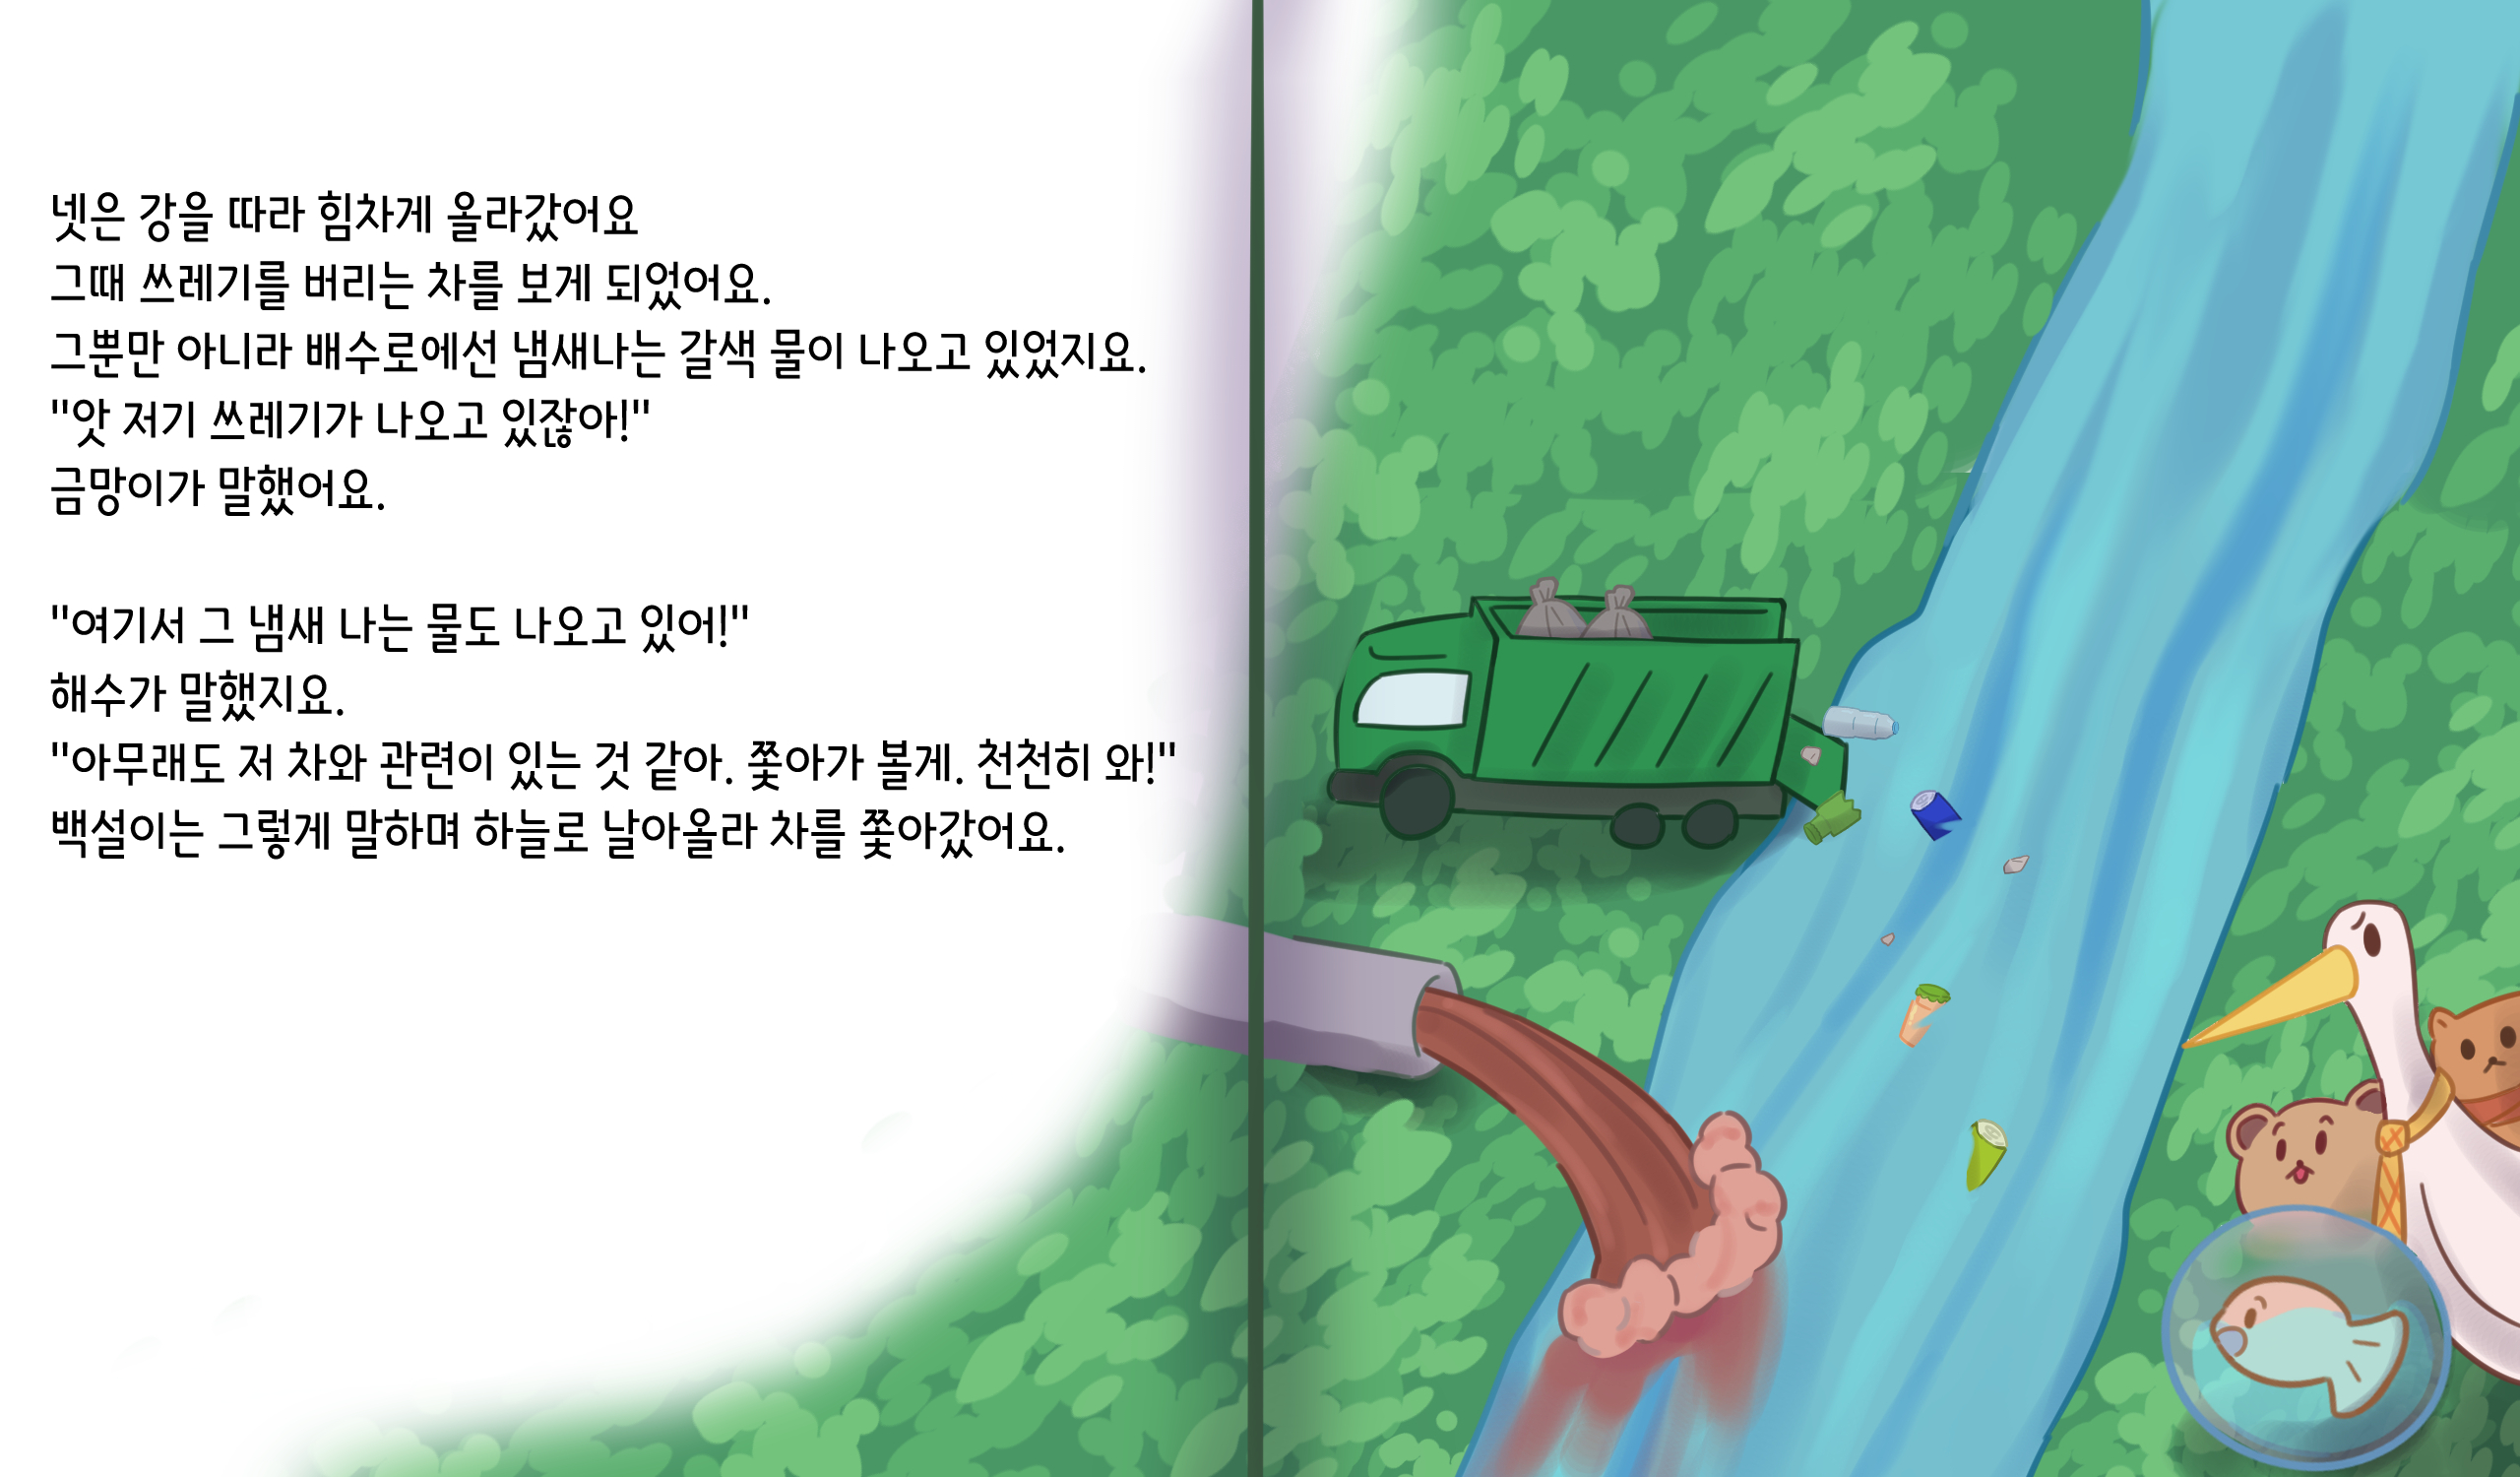 넷은 강을 따라 힘차게 올라갔어요
그때 쓰레기를 버리는 차를 보게 되었어요.
그뿐만 아니라 배수로에선 냄새나는 갈색 물이 나오고 있었지요.
"앗 저기 쓰레기가 나오고 있잖아!"
금망이가 말했어요.
"여기서 그 냄새 나는 물도 나오고 있어!"
해수가 말했지요.
"아무래도 저 차와 관련이 있는 것 같아. 쫓아가 볼게. 천천히 와!"
백설이는 그렇게 말하며 하늘로 날아올라 차를 쫓아갔어요.